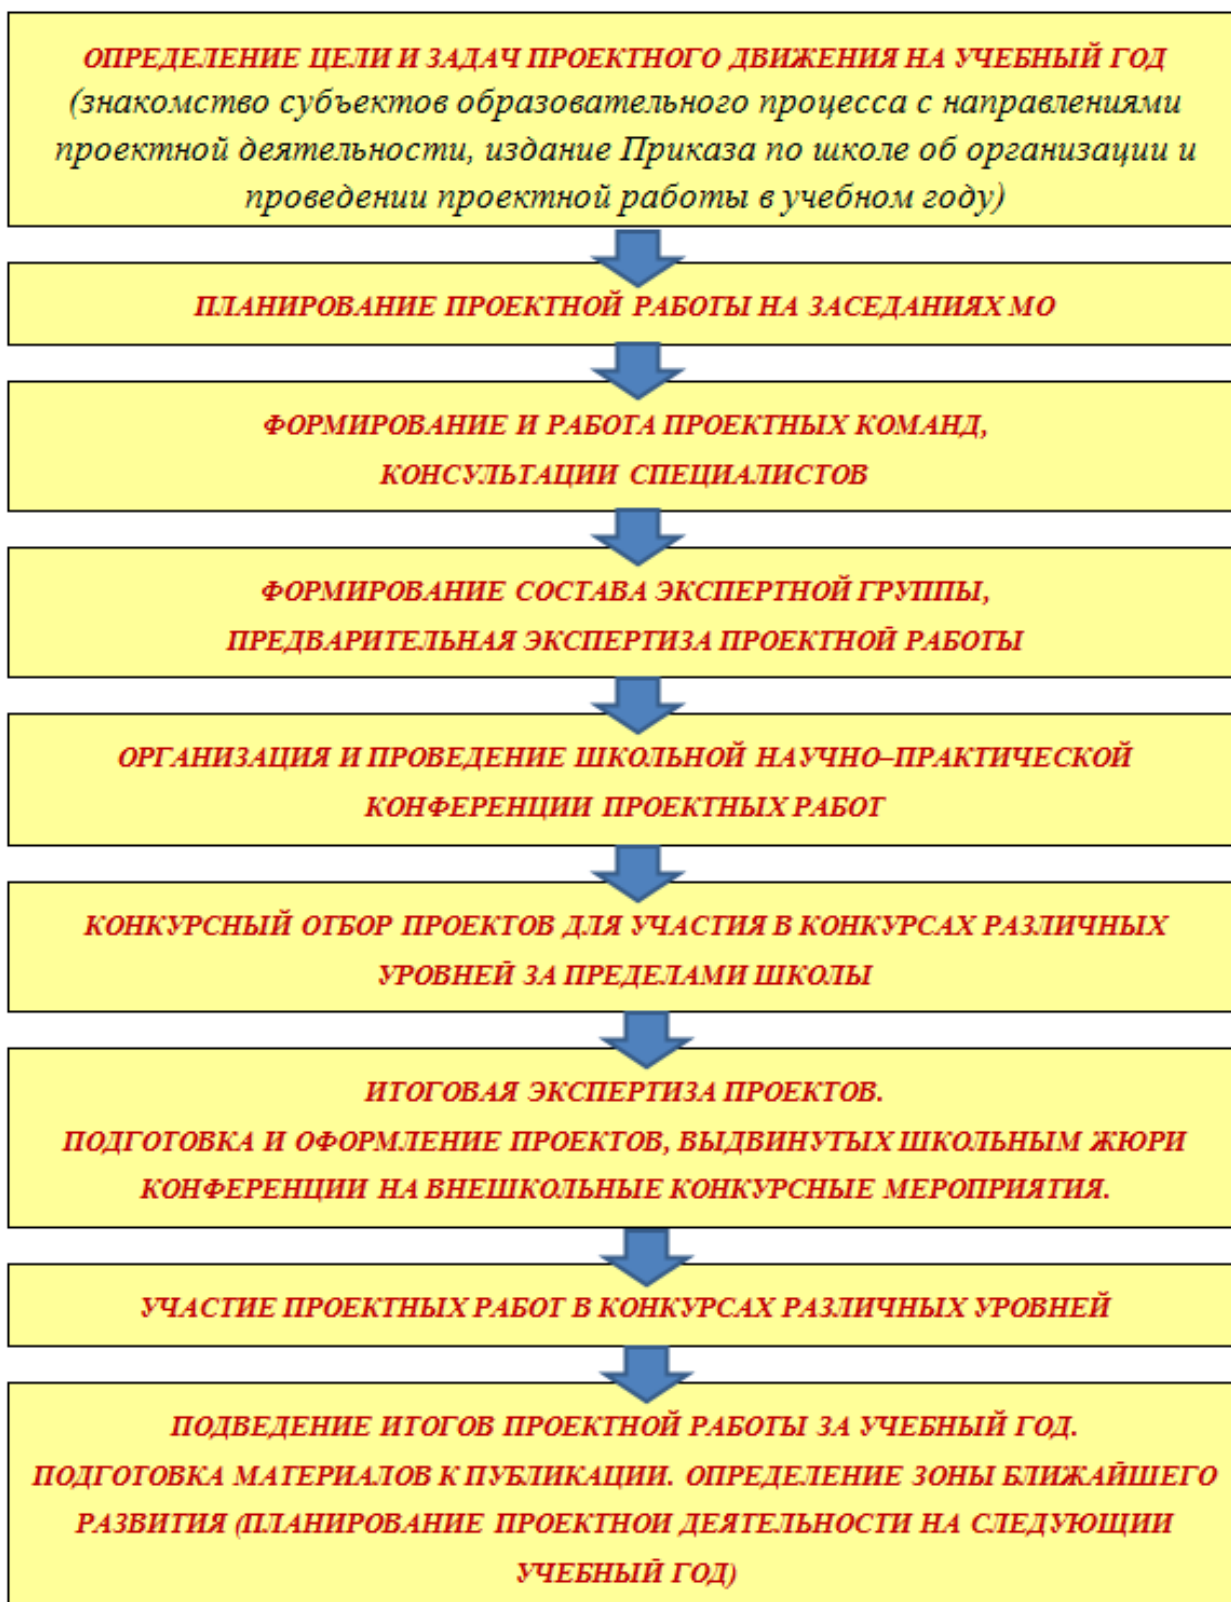 ОПРЕДЕЛЕНИЕ ЦЕЛИ И ЗАДАЧ ПРОЕКТНОГО ДВИЖЕНИЯ НА УЧЕБНЫЙ ГОД
(знакомство субъектов образовательного процесса с направлениями
проектной деятельности, издание Приказа по школе об организации и
проведении проектной работы в учебном году)
ПЛАНИРОВАНИЕ ПРОЕКТНОЙ РАБОТЫ НА ЗАСЕДАНИЯХ МО
ФОРМИРОВАНИЕ И РАБОТА ПРОЕКТНЫХ КОМАНД,
КОНСУЛЬТАЦИИ СПЕЦИАЛИСТОВ
ФОРМИРОВАНИЕ СОСТАВА ЭКСПЕРТНОЙ ГРУППЫ,
ПРЕДВАРИТЕЛЬНАЯ ЭКСПЕРТИЗА ПРОЕКТНОЙ РАБОТЫ
ОРГАНИЗАЦИЯ И ПРОВЕДЕНИЕ ШКОЛЬНОЙ НАУЧНО–ПРАКТИЧЕСКОЙ
КОНФЕРЕНЦИИ ПРОЕКТНЫХ РАБОТ
КОНКУРСНЫЙ ОТБОР ПРОЕКТОВ ДЛЯ УЧАСТИЯ В КОНКУРСАХ РАЗЛИЧНЫХ
УРОВНЕЙ ЗА ПРЕДЕЛАМИ ШКОЛЫ
ИТОГОВАЯ ЭКСПЕРТИЗА ПРОЕКТОВ.
ПОДГОТОВКА И ОФОРМЛЕНИЕ ПРОЕКТОВ, ВЫДВИНУТЫХ ШКОЛЬНЫМ ЖЮРИ
КОНФЕРЕНЦИИ НА ВНЕШКОЛЬНЫЕ КОНКУРСНЫЕ МЕРОПРИЯТИЯ.
УЧАСТИЕ ПРОЕКТНЫХ РАБОТ В КОНКУРСАХ РАЗЛИЧНЫХ УРОВНЕЙ
ПОДВЕДЕНИЕ ИТОГОВ ПРОЕКТНОЙ РАБОТЫ ЗА УЧЕБНЫЙ ГОД.
ПОДГОТОВКА МАТЕРИАЛОВ К ПУБЛИКАЦИИ. ОПРЕДЕЛЕНИЕ ЗОНЫ БЛИЖАЙШЕГО
РАЗВИТИЯ (ПЛАНИРОВАНИЕ ПРОЕКТНОЙ ДЕЯТЕЛЬНОСТИ НА СЛЕДУЮЩИЙ
УЧЕБНЫЙ ГОД)